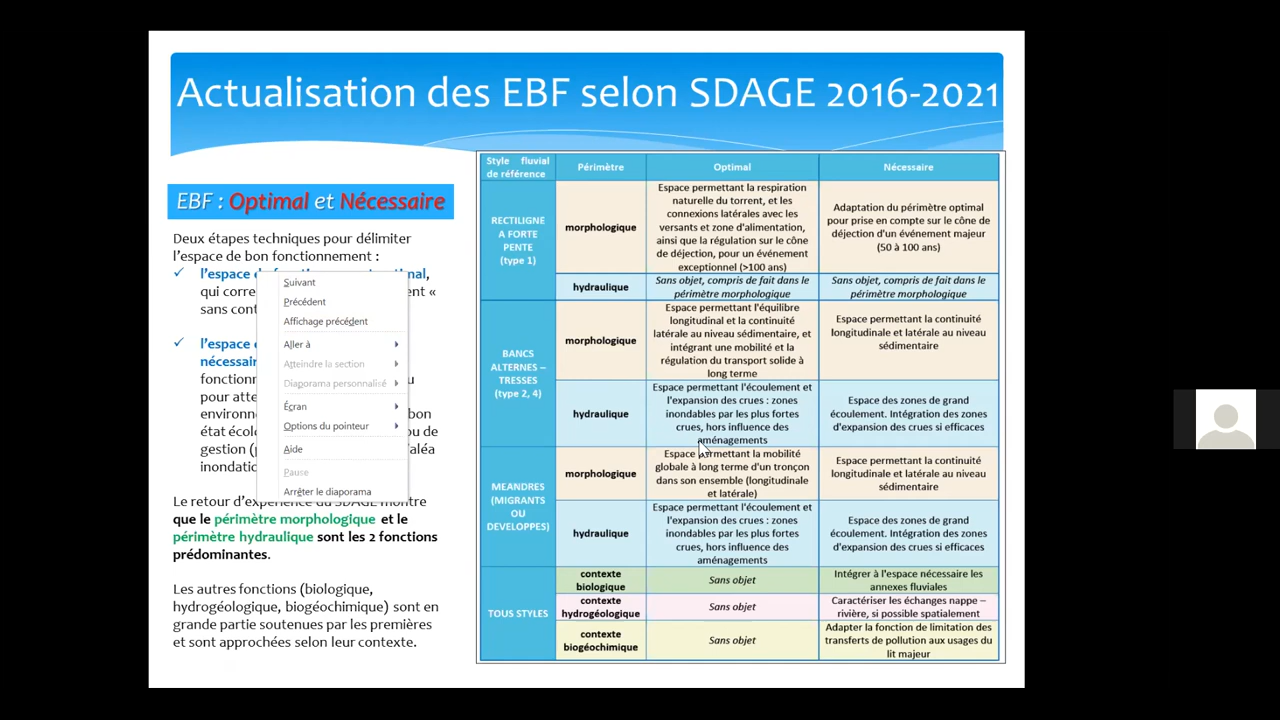 Actualisation des EBF selon SDAGE 2016-2021
EBF : Optimal et Nécessaire
Deux étapes techniques pour délimiter
l'espace de bon fonctionnement :
l'espace d
al,
qui corre
ent «
sans cont
l'espace
nécessair
fonctionn
u
pour atte
environne
bon
état écol
ou de
gestion (
aléa
inondati
Le retour d'expérience du SDAGE montre
que le périmètre morphologique et le
périmètre hydraulique sont les 2 fonctions
prédominantes.
Les autres fonctions (biologique,
hydrogéologique, biogéochimique) sont en
grande partie soutenues par les premières
et sont approchées selon leur contexte.
Suivant
Précédent
Affichage précédent
Aller à
Atteindre la section
Diaporama personnalisé
Écran
Options du pointeur
Aide
Pause
Arrêter le diaporama
Style fluvial
de référence
Périmètre
Optimal
Nécessaire
RECTILIGNE
A FORTE
PENTE
(type 1)
morphologique
Espace permettant la respiration
naturelle du torrent, et les
connexions latérales avec les
versants et zone d'alimentation,
ainsi que la régulation sur le cône
de déjection, pour un événement
exceptionnel (>100 ans)
Adaptation du périmètre optimal
pour prise en compte sur le cône de
déjection d'un événement majeur
(50 à 100 ans)
hydraulique
Sans objet, compris de fait dans le
périmètre morphologique
Sans objet, compris de fait dans le
périmètre morphologique
BANCS
ALTERNES –
TRESSES
(type 2, 4)
morphologique
Espace permettant l'équilibre
longitudinal et la continuité
latérale au niveau sédimentaire, et
intégrant une mobilité et la
régulation du transport solide à
long terme
Espace permettant la continuité
longitudinale et latérale au niveau
sédimentaire
hydraulique
Espace permettant l'écoulement et
l'expansion des crues : zones
inondables par les plus fortes
crues, hors influence des
aménagements
Espace des zones de grand
écoulement. Intégration des zones
d'expansion des crues si efficaces
MEANDRES
(MIGRANTS
OU
DEVELOPPES)
morphologique
Espace permettant la mobilité
globale à long terme d'un tronçon
dans son ensemble (longitudinale
et latérale)
Espace permettant la continuité
longitudinale et latérale au niveau
sédimentaire
hydraulique
Espace permettant l'écoulement et
l'expansion des crues : zones
inondables par les plus fortes
crues, hors influence des
aménagements
Espace des zones de grand
écoulement. Intégration des zones
d'expansion des crues si efficaces
TOUS STYLES
contexte
biologique
Sans objet
Intégrer à l'espace nécessaire les
annexes fluviales
contexte
hydrogéologique
Sans objet
Caractériser les échanges nappe –
rivière, si possible spatialement
contexte
biogéochimique
Sans objet
Adapter la fonction de limitation des
transferts de pollution aux usages du
lit majeur